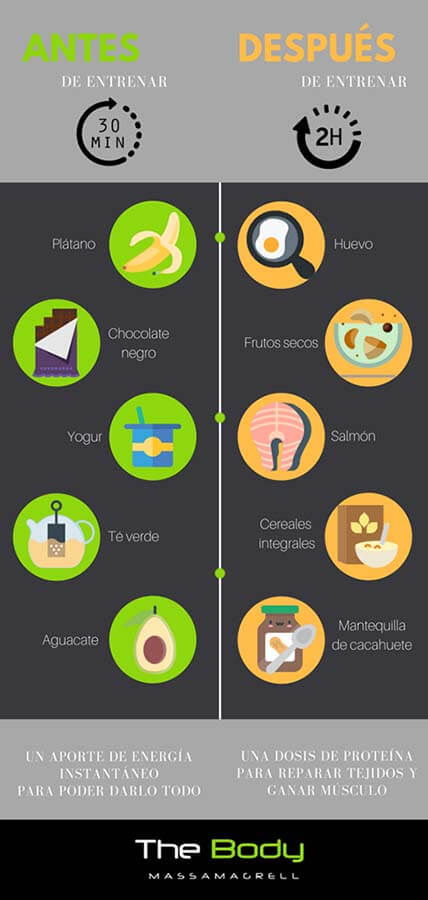 ANTES
DE ENTRENAR
30
MIN
DESPUÉS
DE ENTRENAR
2H
Plátano
Chocolate
negro
Yogur
Té verde
Aguacate
Huevo
Frutos secos
Salmón
Cereales
integrales
Mantequilla
de cacahuete
UN APORTE DE ENERGÍA
INSTANTÁNEO
PARA PODER DARLO TODO
UNA DOSIS DE PROTEÍNA
PARA REPARAR TEJIDOS Y
GANAR MÚSCULO
The Body
MASSAMAGRELL